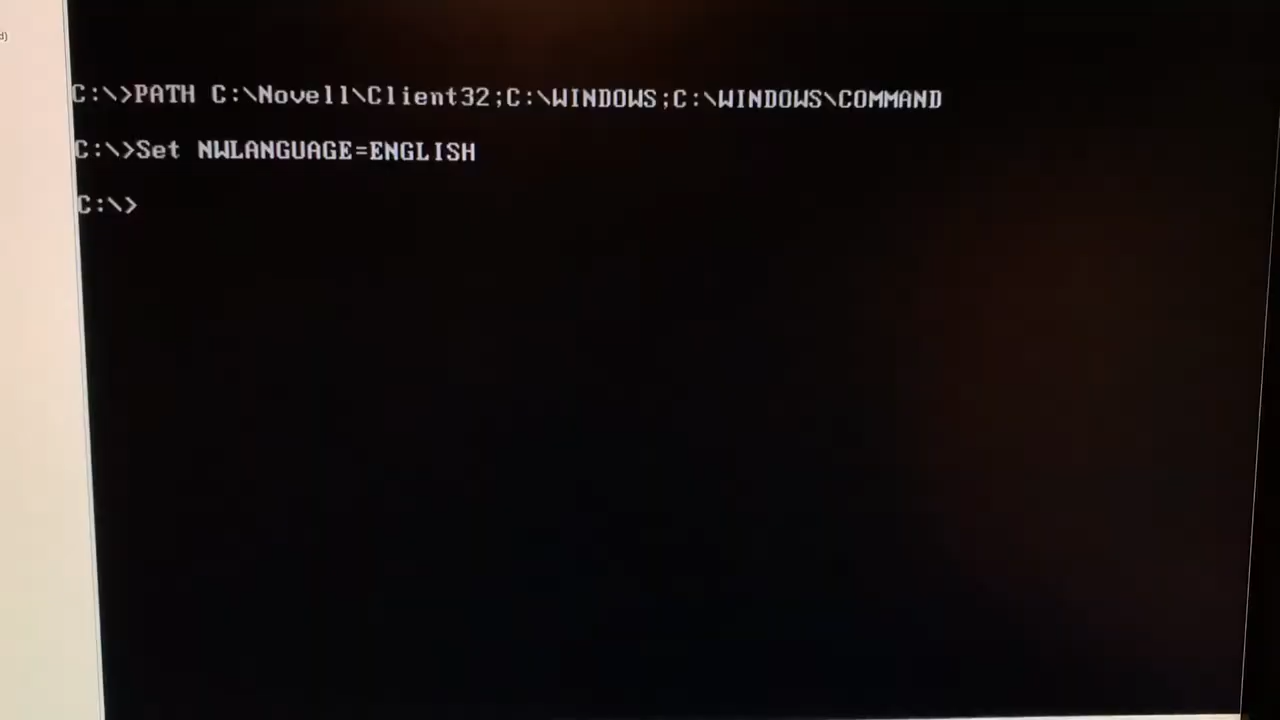 d)
C:\>PATH C:\Novell\Client32;C:\WINDOWS;C:\WINDOWS\COMMAND
C:\>Set NWLANGUAGE=ENGLISH
C:\>